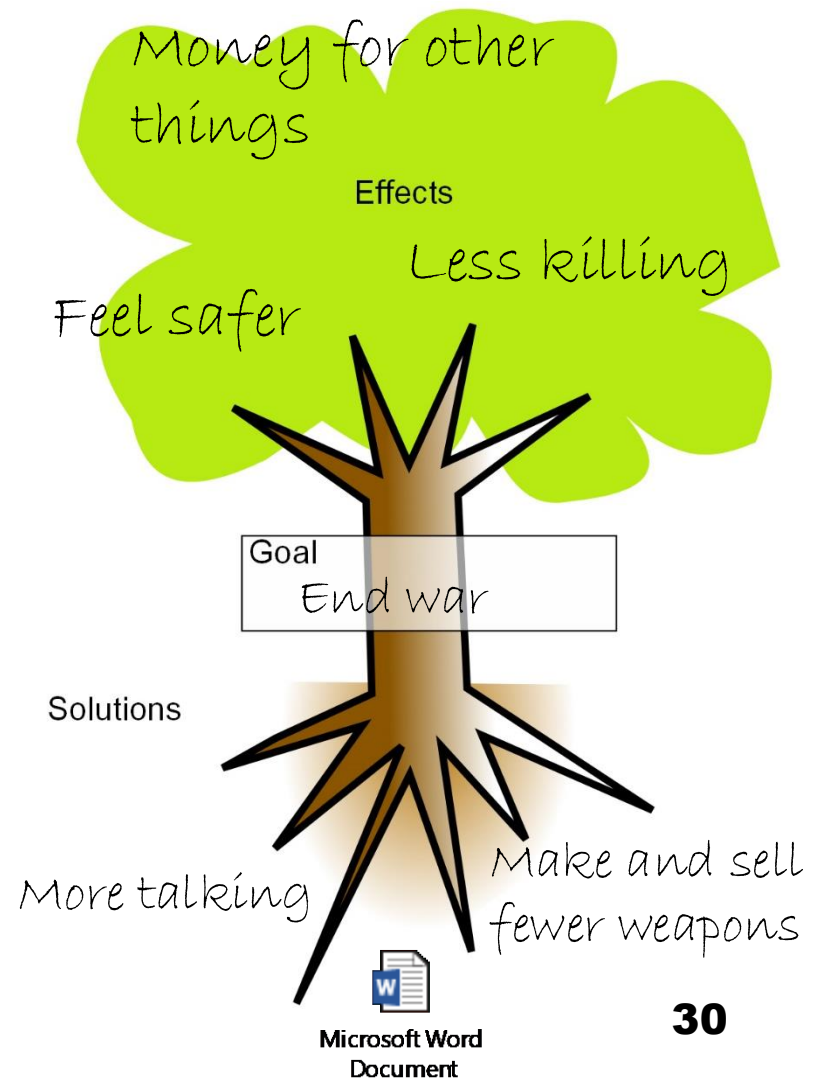 Money for other
things
Effects
Less killing
Feel safer
Goal
End war
Solutions
More talking
Make and sell
fewer weapons
W
Microsoft Word
Document
30